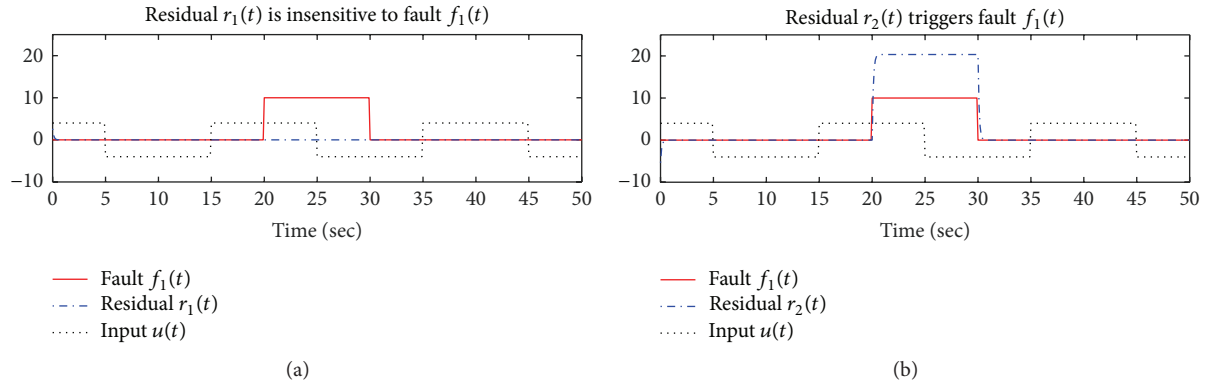 Residual r₁(t) is insensitive to fault f₁(t)
20
10
0
−10
0 5 10 15 20 25 30 35 40 45 50
Time (sec)
Fault f₁(t)
Residual r₁(t)
Input u(t)
(a)
Residual r₂(t) triggers fault f₁(t)
20
10
0
−10
0 5 10 15 20 25 30 35 40 45 50
Time (sec)
Fault f₁(t)
Residual r₂(t)
Input u(t)
(b)